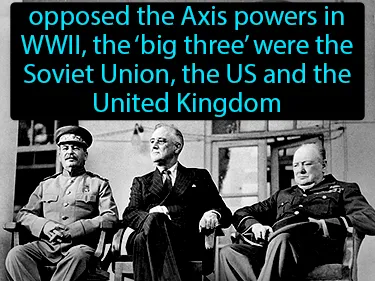 opposed the Axis powers in
WWII, the ‘big three’ were the
Soviet Union, the US and the
United Kingdom